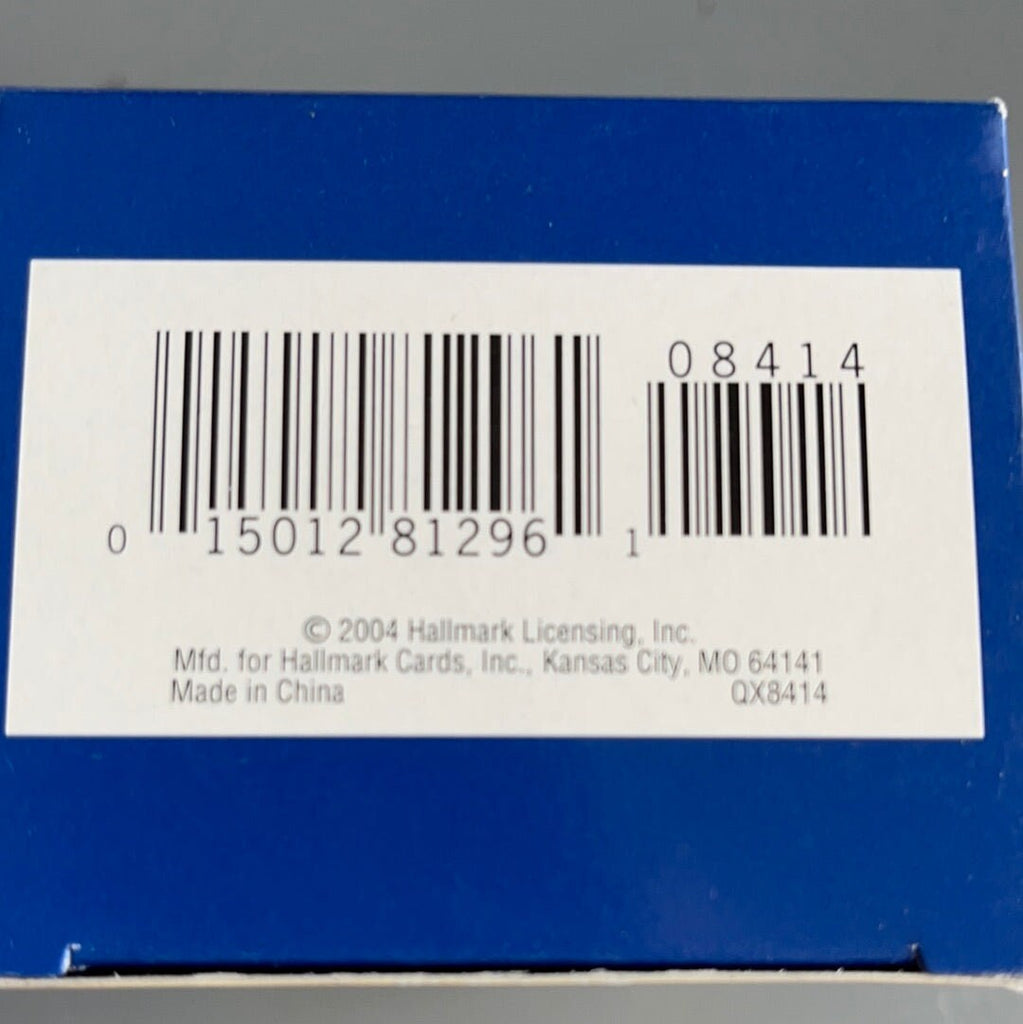 08414
0 15012 81296 1
© 2004 Hallmark Licensing, Inc.
Mfd. for Hallmark Cards, Inc., Kansas City, MO 64141
Made in China QX8414